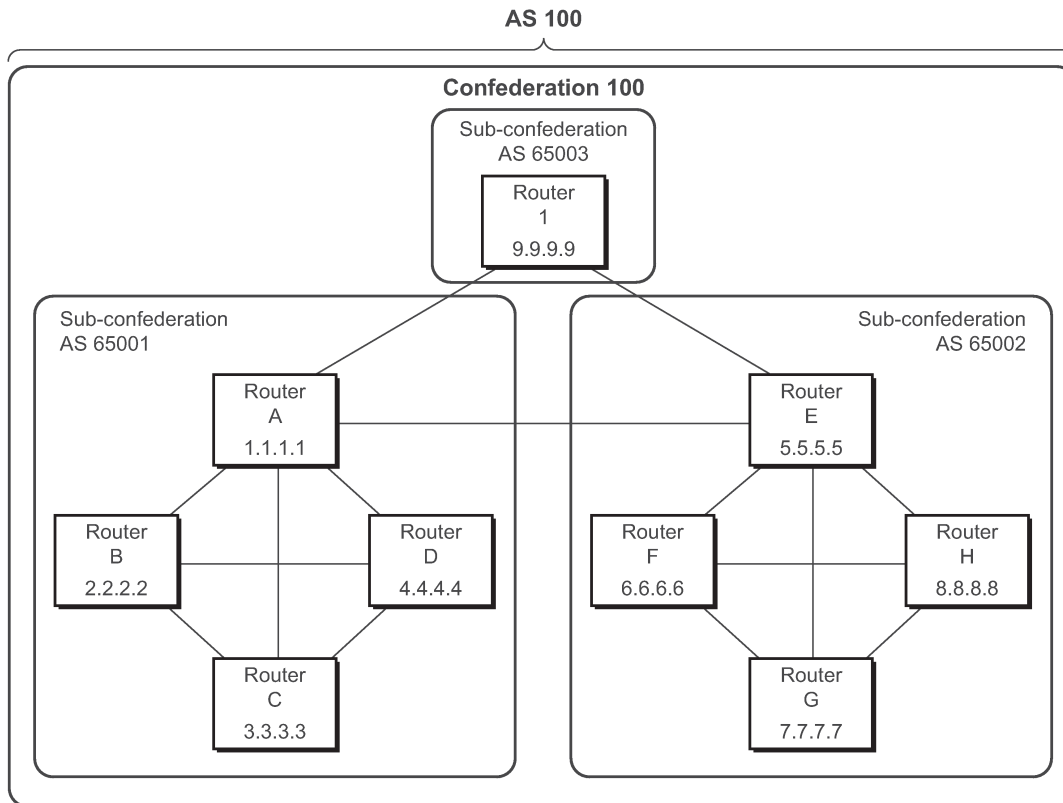 AS 100
Confederation 100
Sub-confederation
AS 65003
Router
1
9.9.9.9
Sub-confederation
AS 65001
Sub-confederation
AS 65002
Router
A
1.1.1.1
Router
E
5.5.5.5
Router
B
2.2.2.2
Router
D
4.4.4.4
Router
F
6.6.6.6
Router
H
8.8.8.8
Router
C
3.3.3.3
Router
G
7.7.7.7